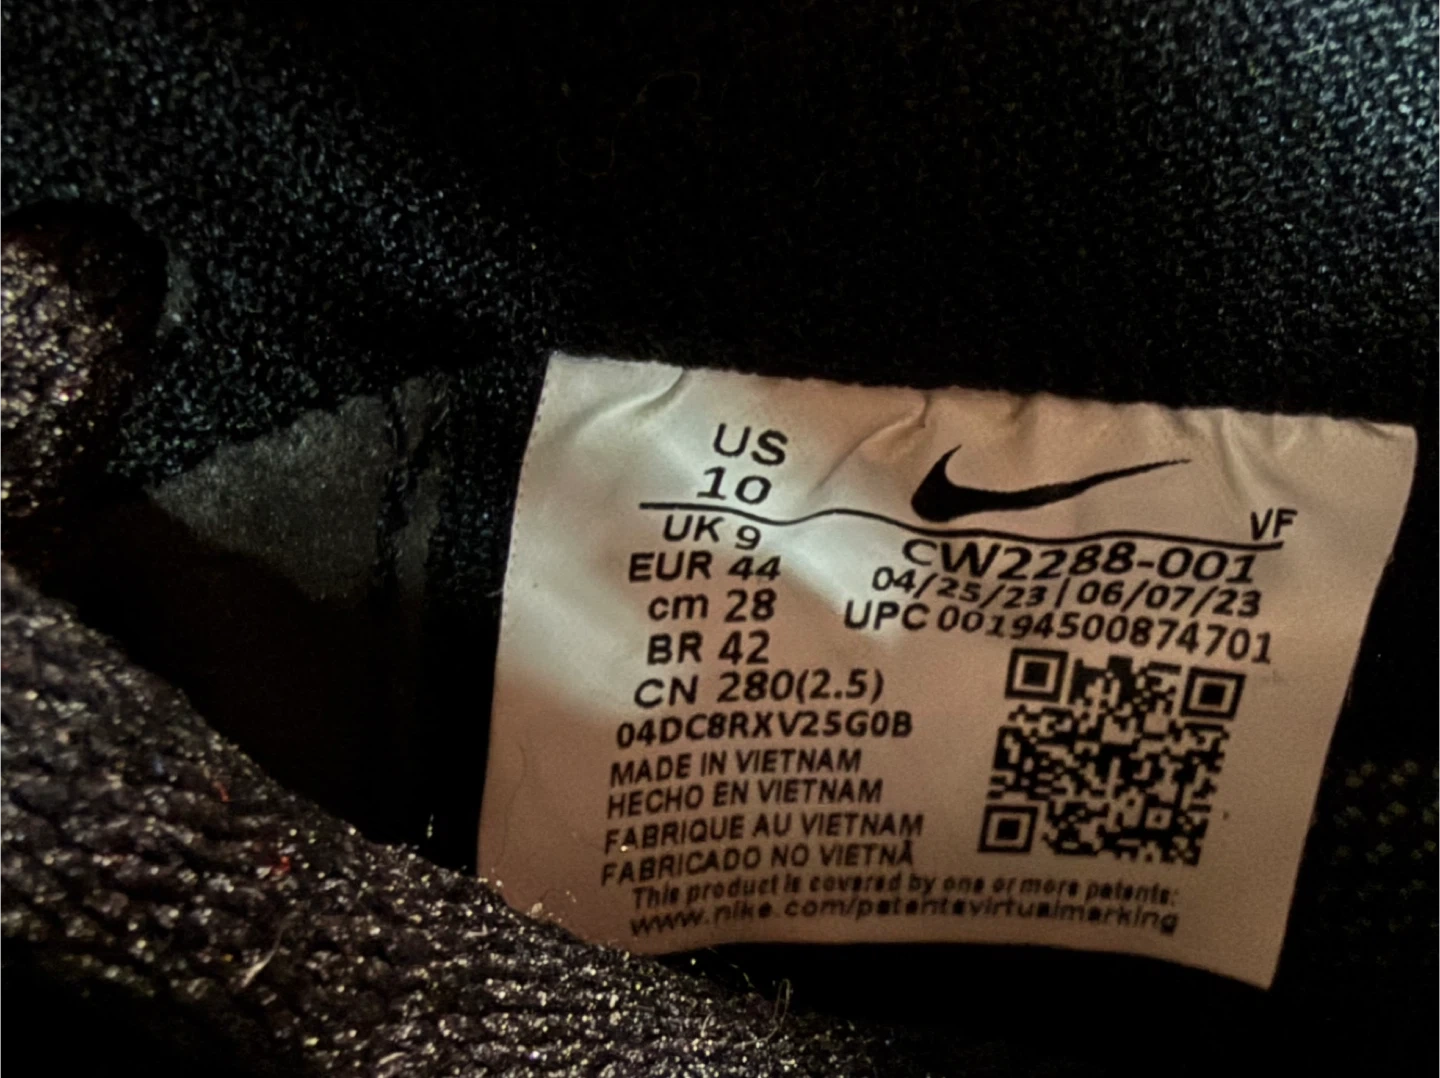 US
10
UK 9
EUR 44
cm 28
BR 42
CN 280(2.5)
04DC8RXV25G0B
MADE IN VIETNAM
HECHO EN VIETNAM
FABRIQUE AU VIETNAM
FABRICADO NO VIETNÃ
VF
CW2288-001
04/25/23 | 06/07/23
UPC 00194500874701
This product is covered by one or more patents:
www.nike.com/patentsvirtualmarking